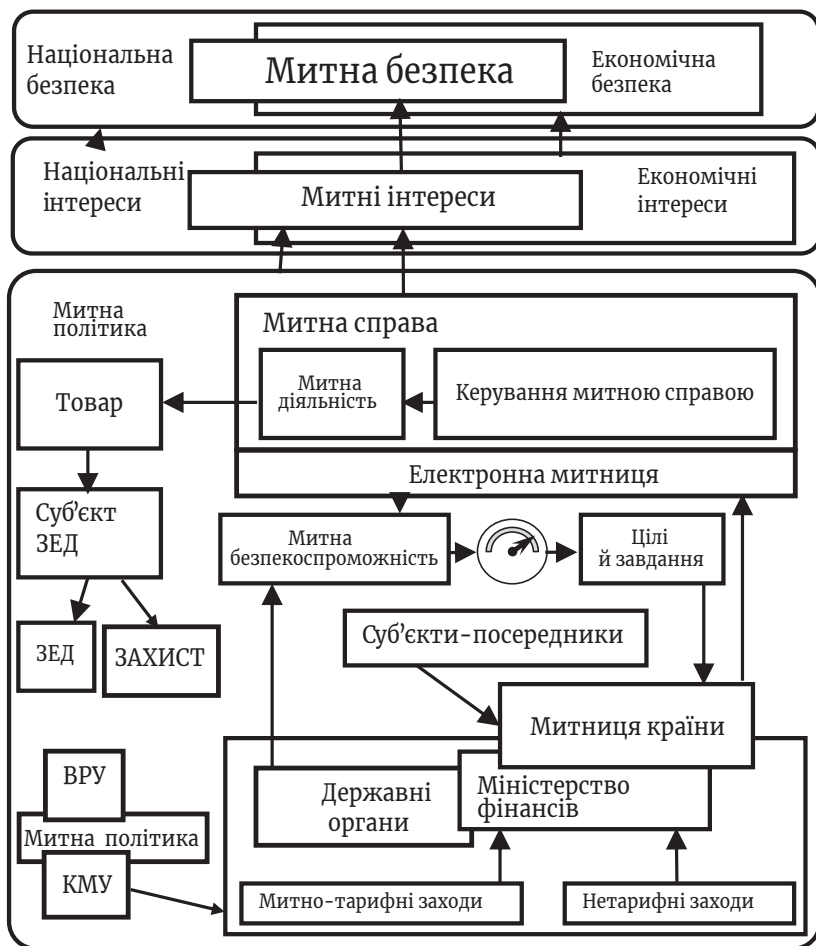 Національна
безпека
Митна безпека
Економічна
безпека
Національні
інтереси
Митні інтереси
Економічні
інтереси
Митна
політика
Митна справа
Товар
Митна
діяльність
Керування митною справою
Електронна митниця
Суб’єкт
ЗЕД
Митна
безпекоспроможність
Цілі
й завдання
ЗЕД
ЗАХИСТ
Суб’єкти-посередники
Митниця країни
ВРУ
Митна політика
КМУ
Державні
органи
Міністерство
фінансів
Митно-тарифні заходи
Нетарифні заходи